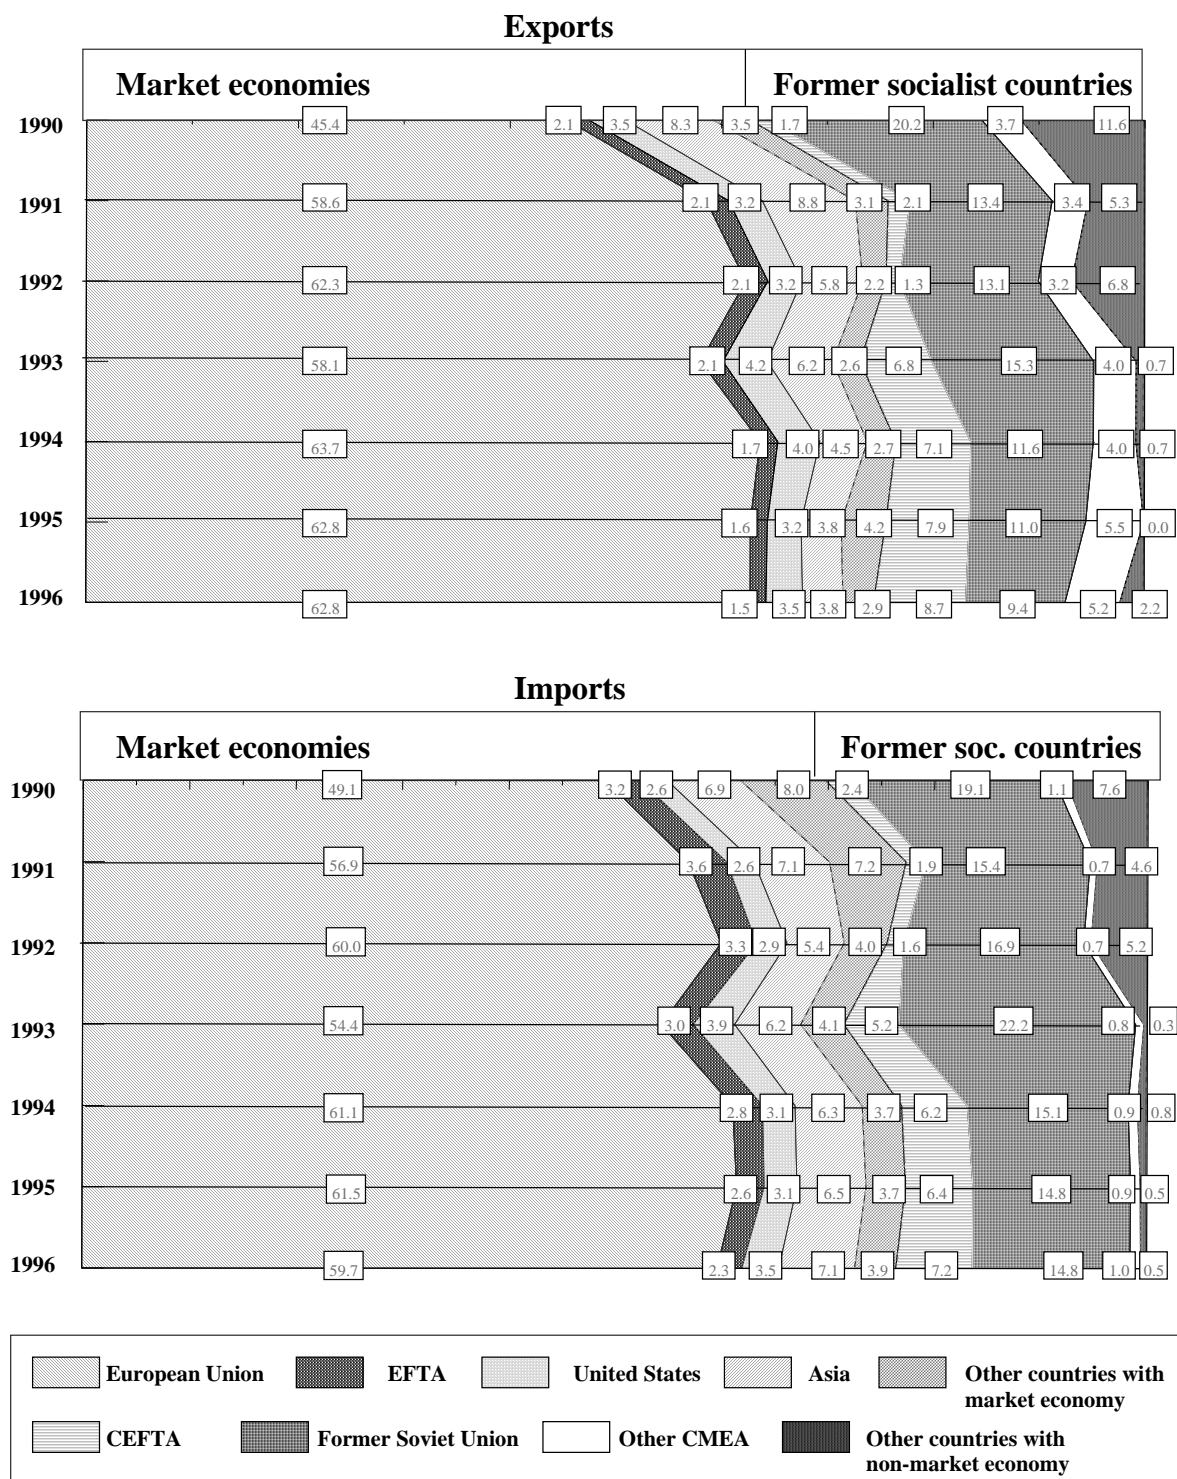 Exports
Market economies Former socialist countries
1990 45.4 2.1 3.5 8.3 3.5 1.7 20.2 3.7 11.6
1991 58.6 2.1 3.2 8.8 3.1 2.1 13.4 3.4 5.3
1992 62.3 2.1 3.2 5.8 2.2 1.3 13.1 3.2 6.8
1993 58.1 2.1 4.2 6.2 2.6 6.8 15.3 4.0 0.7
1994 63.7 1.7 4.0 4.5 2.7 7.1 11.6 4.0 0.7
1995 62.8 1.6 3.2 3.8 4.2 7.9 11.0 5.5 0.0
1996 62.8 1.5 3.5 3.8 2.9 8.7 9.4 5.2 2.2
Imports
Market economies Former soc. countries
1990 49.1 3.2 2.6 6.9 8.0 2.4 19.1 1.1 7.6
1991 56.9 3.6 2.6 7.1 7.2 1.9 15.4 0.7 4.6
1992 60.0 3.3 2.9 5.4 4.0 1.6 16.9 0.7 5.2
1993 54.4 3.0 3.9 6.2 4.1 5.2 22.2 0.8 0.3
1994 61.1 2.8 3.1 6.3 3.7 6.2 15.1 0.9 0.8
1995 61.5 2.6 3.1 6.5 3.7 6.4 14.8 0.9 0.5
1996 59.7 2.3 3.5 7.1 3.9 7.2 14.8 1.0 0.5
European Union EFTA United States Asia Other countries with
market economy
CEFTA Former Soviet Union Other CMEA Other countries with
non-market economy